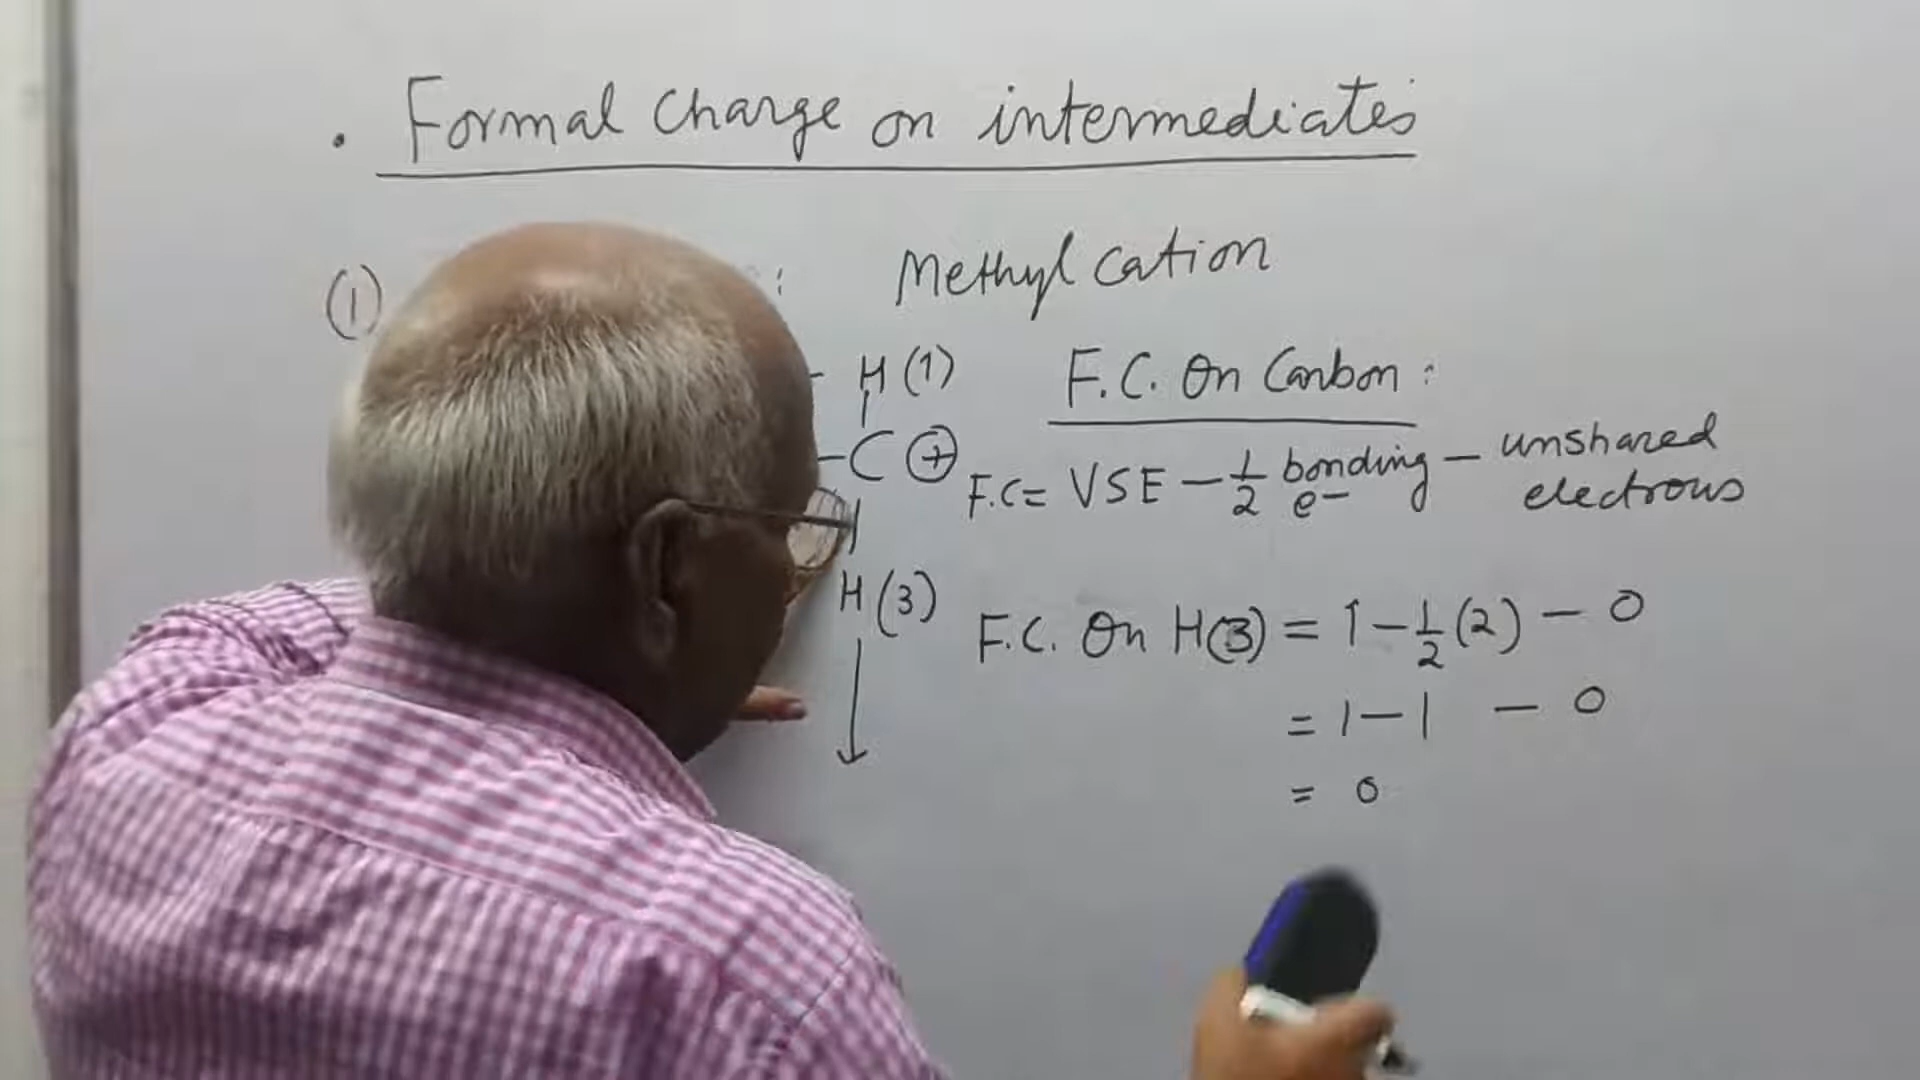 . Formal Charge on intermediates
(1) : Methyl cation
H (1) F.C. On Carbon :
-C ⊕ F.C = VSE - 1/2 bonding e- - unshared electrons
H (3) F.C. On H(3) = 1 - 1/2 (2) - 0
= 1 - 1 - 0
= 0